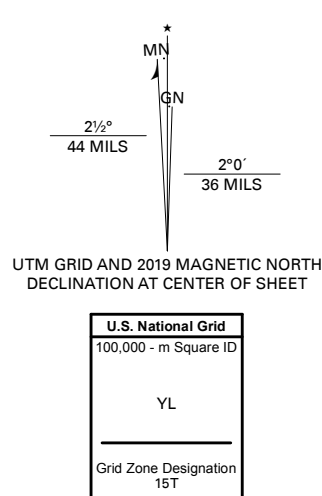 ★
MN
GN
2½°
44 MILS
2°0´
36 MILS
UTM GRID AND 2019 MAGNETIC NORTH
DECLINATION AT CENTER OF SHEET
U.S. National Grid
100,000 - m Square ID
YL
Grid Zone Designation
15T